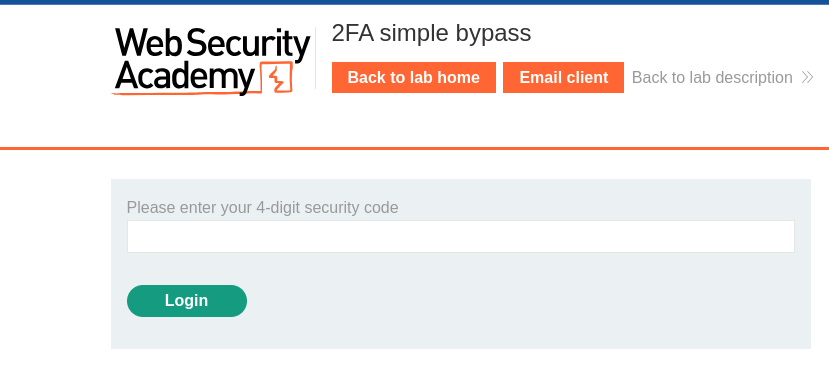 Web Security
Academy
2FA simple bypass
Back to lab home
Email client
Back to lab description
Please enter your 4-digit security code
Login